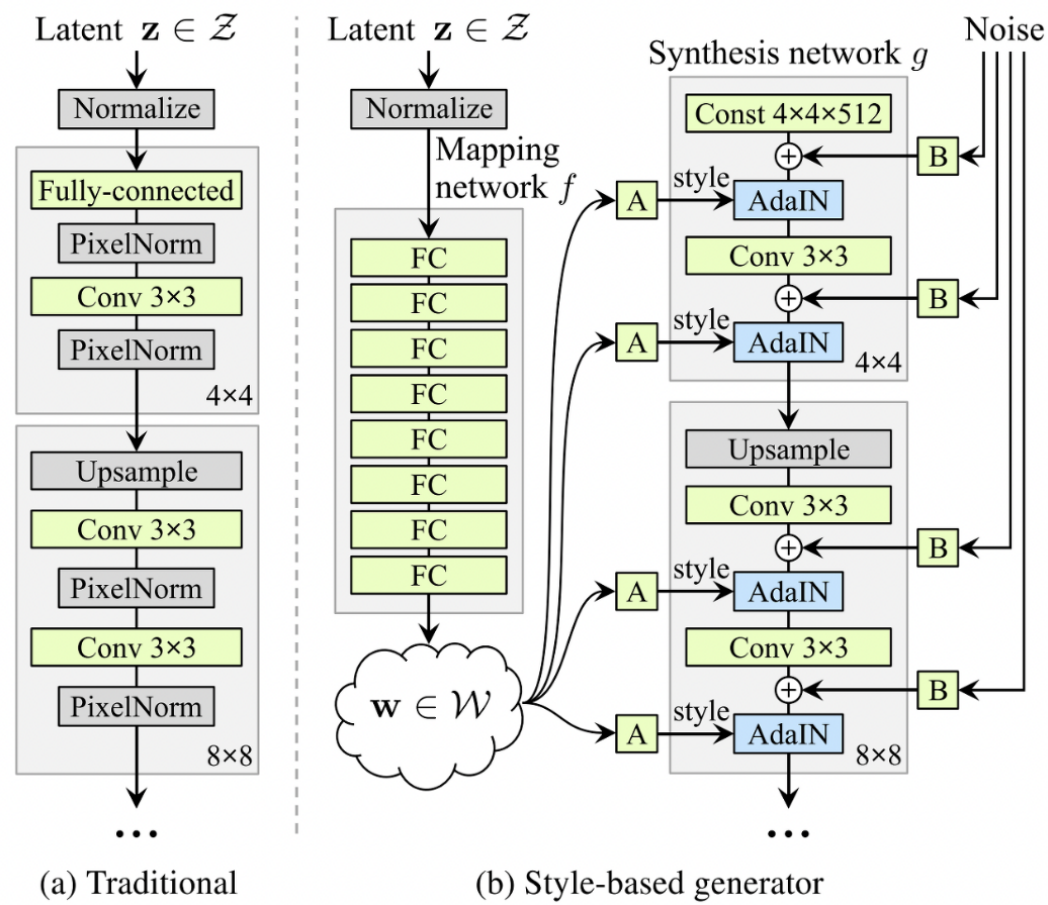 Latent z ∈ 𝒵
Normalize
Fully-connected
PixelNorm
Conv 3×3
PixelNorm
4×4
Upsample
Conv 3×3
PixelNorm
Conv 3×3
PixelNorm
8×8
...
(a) Traditional
Latent z ∈ 𝒵
Normalize
Mapping
network f
FC
FC
FC
FC
FC
FC
FC
FC
w ∈ 𝒲
Noise
Synthesis network g
Const 4×4×512
B
A
style
AdaIN
Conv 3×3
B
A
style
AdaIN
4×4
Upsample
Conv 3×3
B
A
style
AdaIN
Conv 3×3
B
A
style
AdaIN
8×8
...
(b) Style-based generator